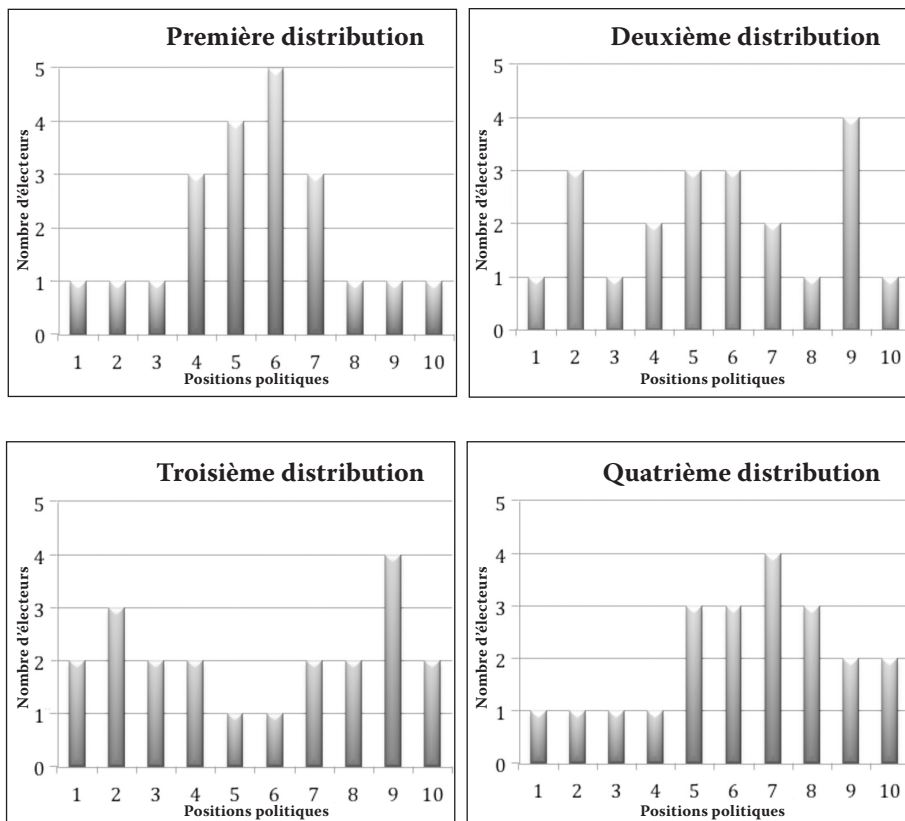 Première distribution
Nombre d'électeurs
5
4
3
2
1
0
1 2 3 4 5 6 7 8 9 10
Positions politiques
Deuxième distribution
Nombre d'électeurs
5
4
3
2
1
0
1 2 3 4 5 6 7 8 9 10
Positions politiques
Troisième distribution
Nombre d'électeurs
5
4
3
2
1
0
1 2 3 4 5 6 7 8 9 10
Positions politiques
Quatrième distribution
Nombre d'électeurs
5
4
3
2
1
0
1 2 3 4 5 6 7 8 9 10
Positions politiques